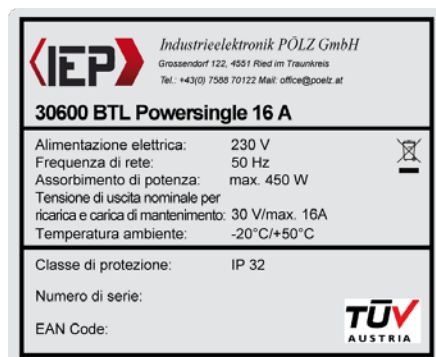 IEP
Industrieelektronik PÖLZ GmbH
Grossendorf 122, 4551 Ried im Traunkreis
Tel.: +43(0) 7588 70122 Mail: office@poelz.at
30600 BTL Powersingle 16 A
Alimentazione elettrica: 230 V
Frequenza di rete: 50 Hz
Assorbimento di potenza: max. 450 W
Tensione di uscita nominale per
ricarica e carica di mantenimento: 30 V/max. 16A
Temperatura ambiente: -20°C/+50°C
Classe di protezione: IP 32
Numero di serie:
EAN Code:
TÜV
AUSTRIA